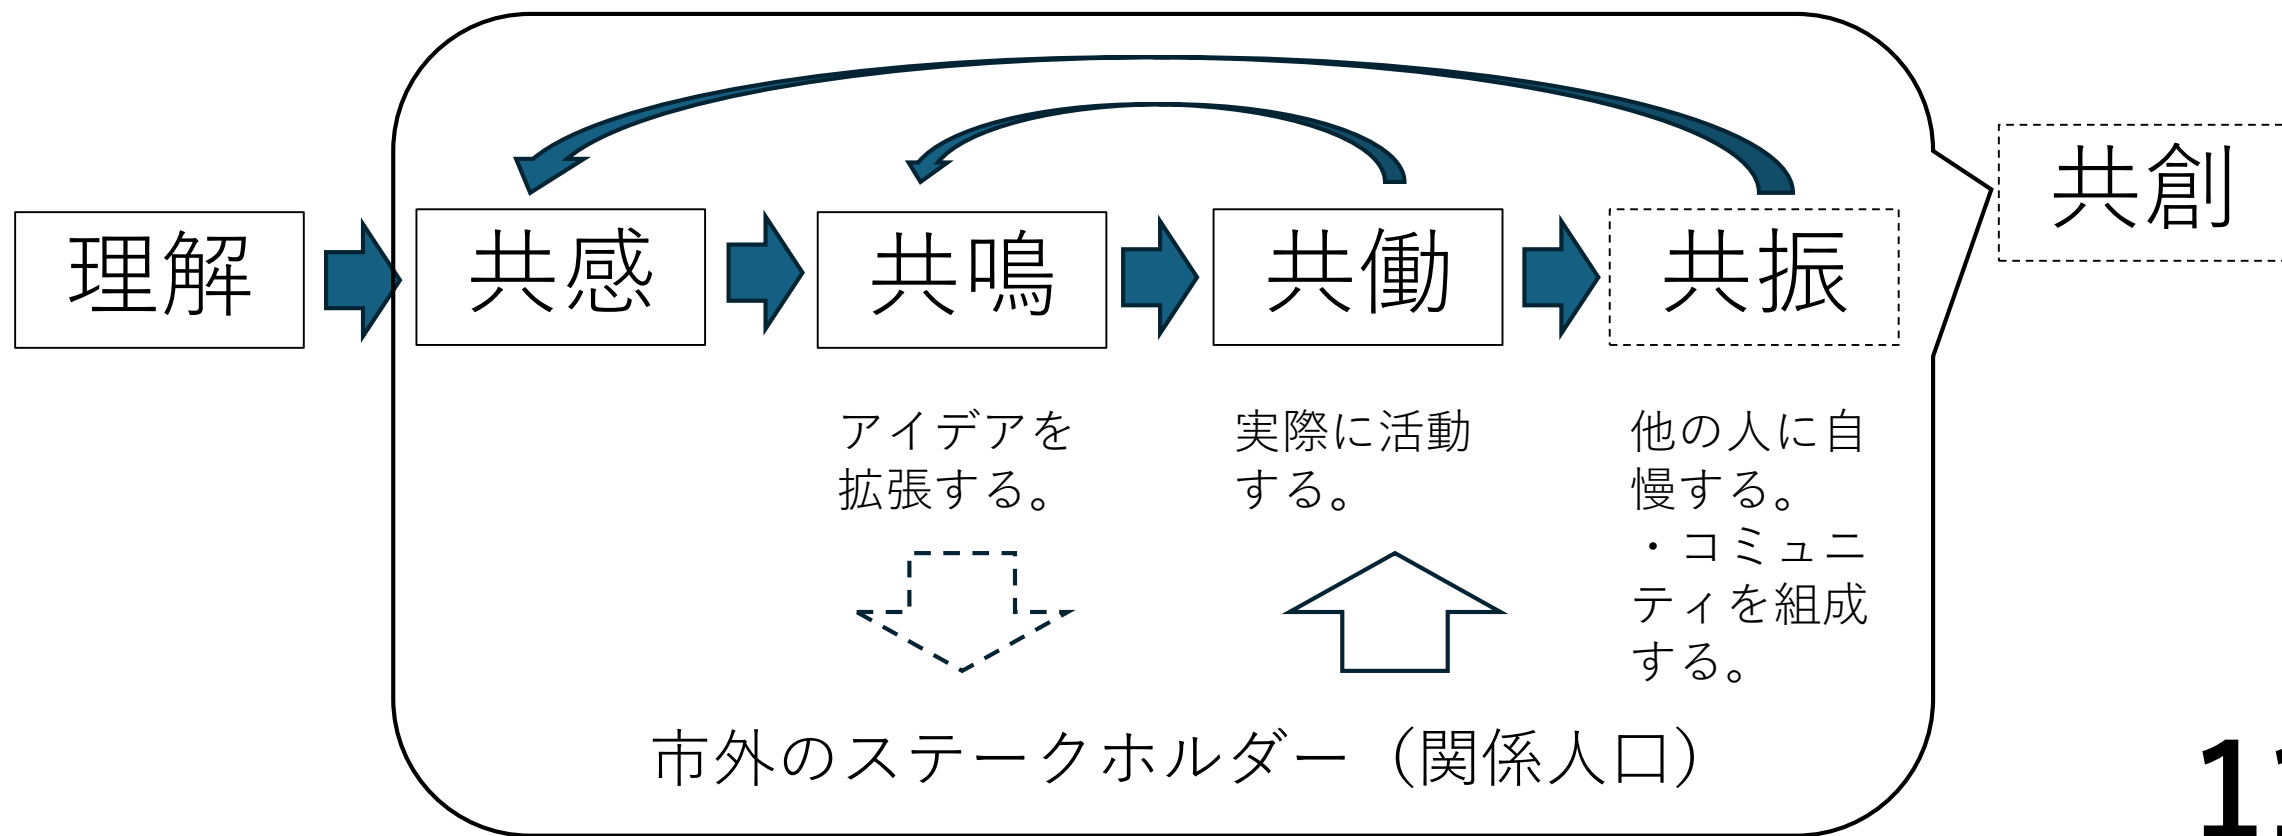 理解
共感
共鳴
共働
共振
共創
アイデアを
拡張する。
実際に活動
する。
他の人に自
慢する。
・コミュニ
ティを組成
する。
市外のステークホルダー（関係人口）